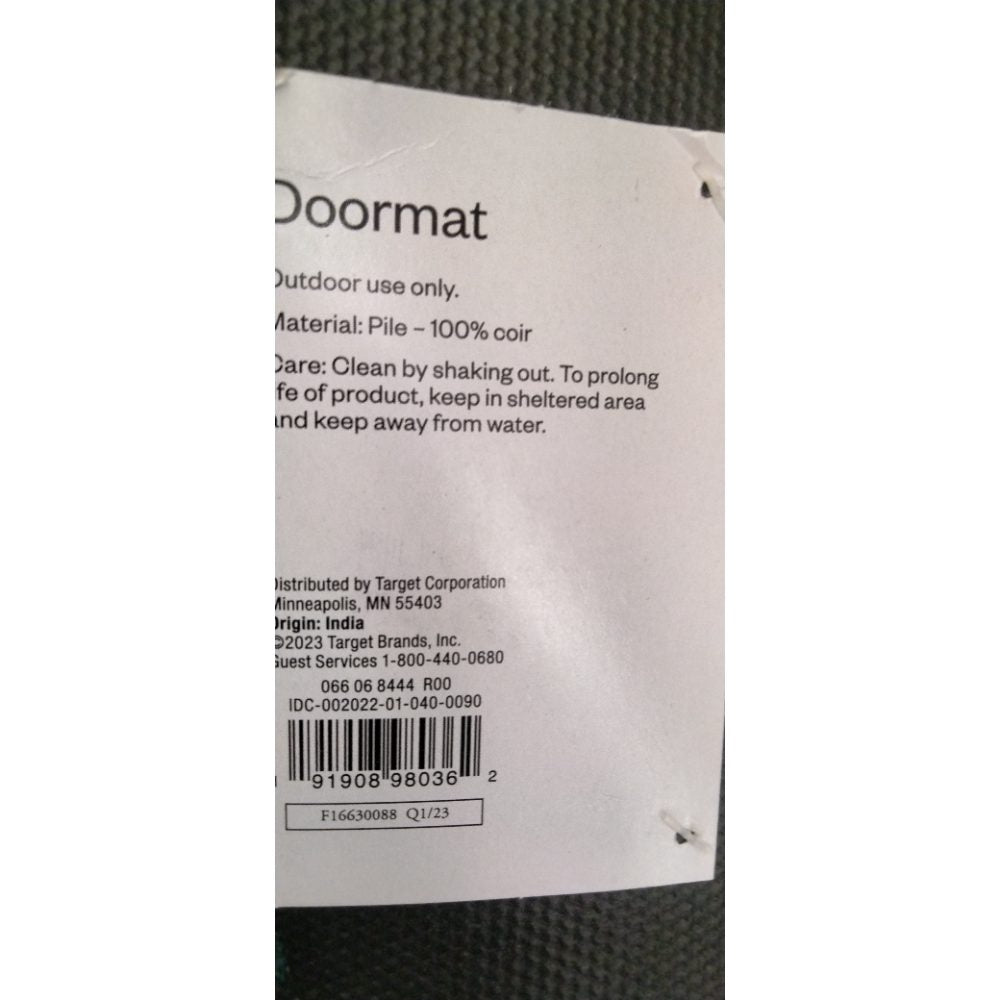 Doormat
Outdoor use only.
Material: Pile – 100% coir
Care: Clean by shaking out. To prolong
life of product, keep in sheltered area
and keep away from water.
Distributed by Target Corporation
Minneapolis, MN 55403
Origin: India
©2023 Target Brands, Inc.
Guest Services 1-800-440-0680
066 06 8444 R00
IDC-002022-01-040-0090
91908 98036 2
F16630088 Q1/23